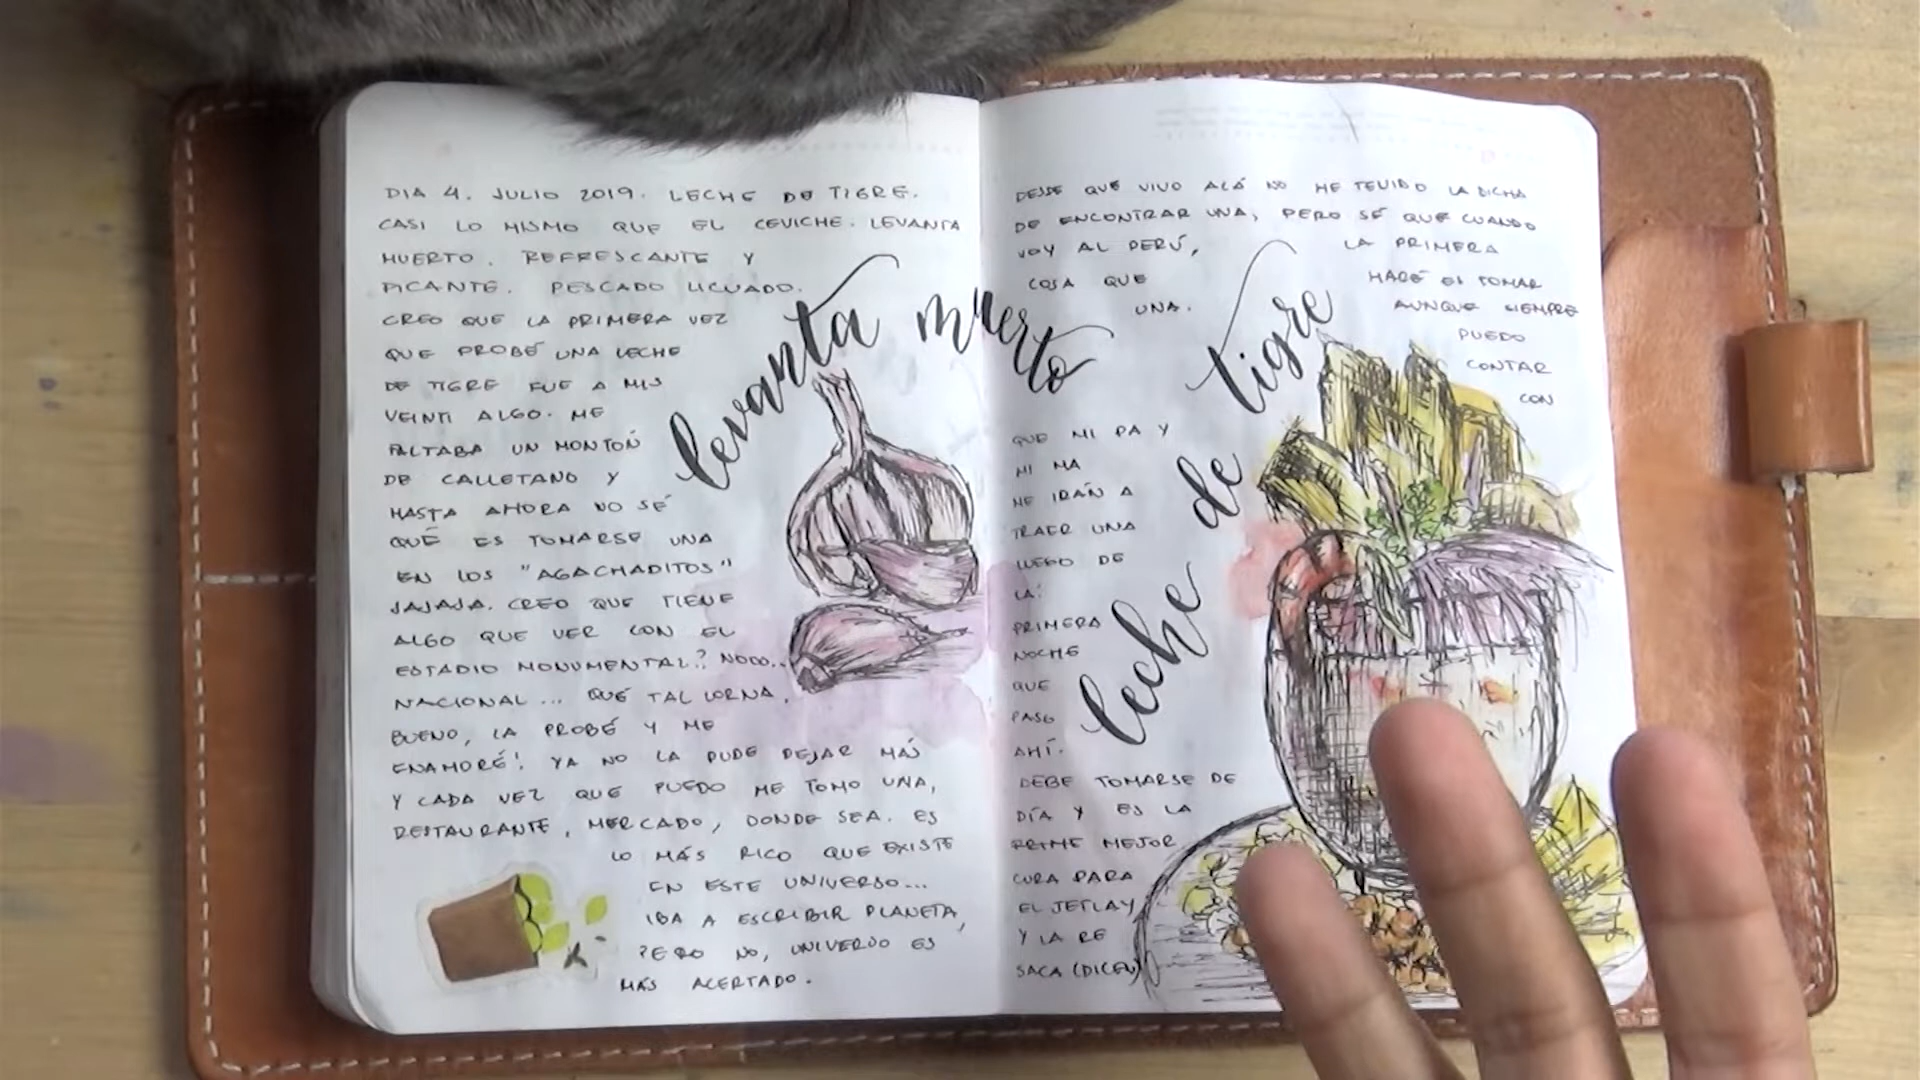 DIA 4. JULIO 2019. LECHE DE TIGRE.
CASI LO MISMO QUE EL CEVICHE. LEVANTA
MUERTO. REFRESCANTE Y
PICANTE. PESCADO LICUADO.
CREO QUE LA PRIMERA VEZ
QUE PROBÉ UNA LECHE
DE TIGRE FUE A MIS
VEINTI ALGO. ME
FALTABA UN MONTON
DE CALLETANO Y
HASTA AHORA NO SÉ
QUÉ ES TOMARSE UNA
EN LOS "AGACHADITOS"
JAJAJA. CREO QUE TIENE
ALGO QUE VER CON EL
ESTADIO MONUMENTAL? NOOO..
NACIONAL... QUÉ TAL LORNA.
BUENO, LA PROBÉ Y ME
ENAMORÉ! YA NO LA PUDE DEJAR MÁS
Y CADA VEZ QUE PUEDO ME TOMO UNA,
RESTAURANTE, MERCADO, DONDE SEA. ES
LO MÁS RICO QUE EXISTE
EN ESTE UNIVERSO...
IBA A ESCRIBIR PLANETA,
PERO NO, UNIVERSO ES
MÁS ACERTADO.
levanta muerto
DESDE QUE VIVO ACÁ NO HE TENIDO LA DICHA
DE ENCONTRAR UNA, PERO SÉ QUE CUANDO
VOY AL PERÚ, LA PRIMERA
COSA QUE HARÉ ES TOMAR
UNA. AUNQUE SIEMPRE
PUEDO
CONTAR
CON
QUE MI PA Y
MI MA
ME IRÁN A
TRAER UNA
LUEGO DE
LA
PRIMERA
NOCHE
QUE
PASO
AHÍ.
DEBE TOMARSE DE
DÍA Y ES LA
MEJOR
CURA PARA
EL JETLAG
Y LA RE
SACA (DICEN)
leche de tigre